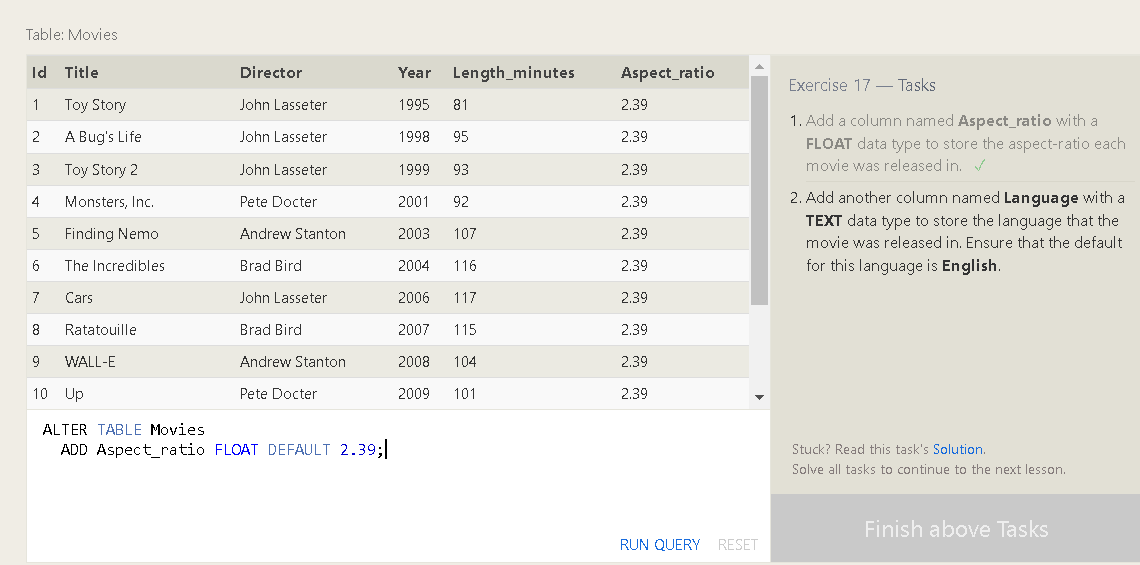 Table: Movies
Id Title Director Year Length_minutes Aspect_ratio
1 Toy Story John Lasseter 1995 81 2.39
2 A Bug's Life John Lasseter 1998 95 2.39
3 Toy Story 2 John Lasseter 1999 93 2.39
4 Monsters, Inc. Pete Docter 2001 92 2.39
5 Finding Nemo Andrew Stanton 2003 107 2.39
6 The Incredibles Brad Bird 2004 116 2.39
7 Cars John Lasseter 2006 117 2.39
8 Ratatouille Brad Bird 2007 115 2.39
9 WALL-E Andrew Stanton 2008 104 2.39
10 Up Pete Docter 2009 101 2.39
ALTER TABLE Movies
ADD Aspect_ratio FLOAT DEFAULT 2.39;
RUN QUERY RESET
Exercise 17 — Tasks
1. Add a column named Aspect_ratio with a
FLOAT data type to store the aspect-ratio each
movie was released in. ✓
2. Add another column named Language with a
TEXT data type to store the language that the
movie was released in. Ensure that the default
for this language is English.
Stuck? Read this task's Solution.
Solve all tasks to continue to the next lesson.
Finish above Tasks